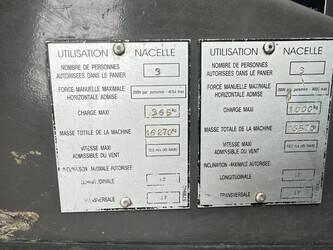 UTILISATION NACELLE
NOMBRE DE PERSONNES
AUTORISEES DANS LE PANIER 3
FORCE MANUELLE MAXIMALE
HORIZONTALE ADMISE
CHARGE MAXI 365
MASSE TOTALE DE LA MACHINE 16270
VITESSE MAXI
ADMISSIBLE DU VENT
INCLINAISON MAXIMALE AUTORISEE:
LONGITUDINALE
TRANSVERSALE
UTILISATION NACELLE
NOMBRE DE PERSONNES
AUTORISEES DANS LE PANIER 3
FORCE MANUELLE MAXIMALE
HORIZONTALE ADMISE
CHARGE MAXI 1000
MASSE TOTALE DE LA MACHINE
VITESSE MAXI
ADMISSIBLE DU VENT
INCLINAISON MAXIMALE AUTORISEE:
LONGITUDINALE
TRANSVERSALE